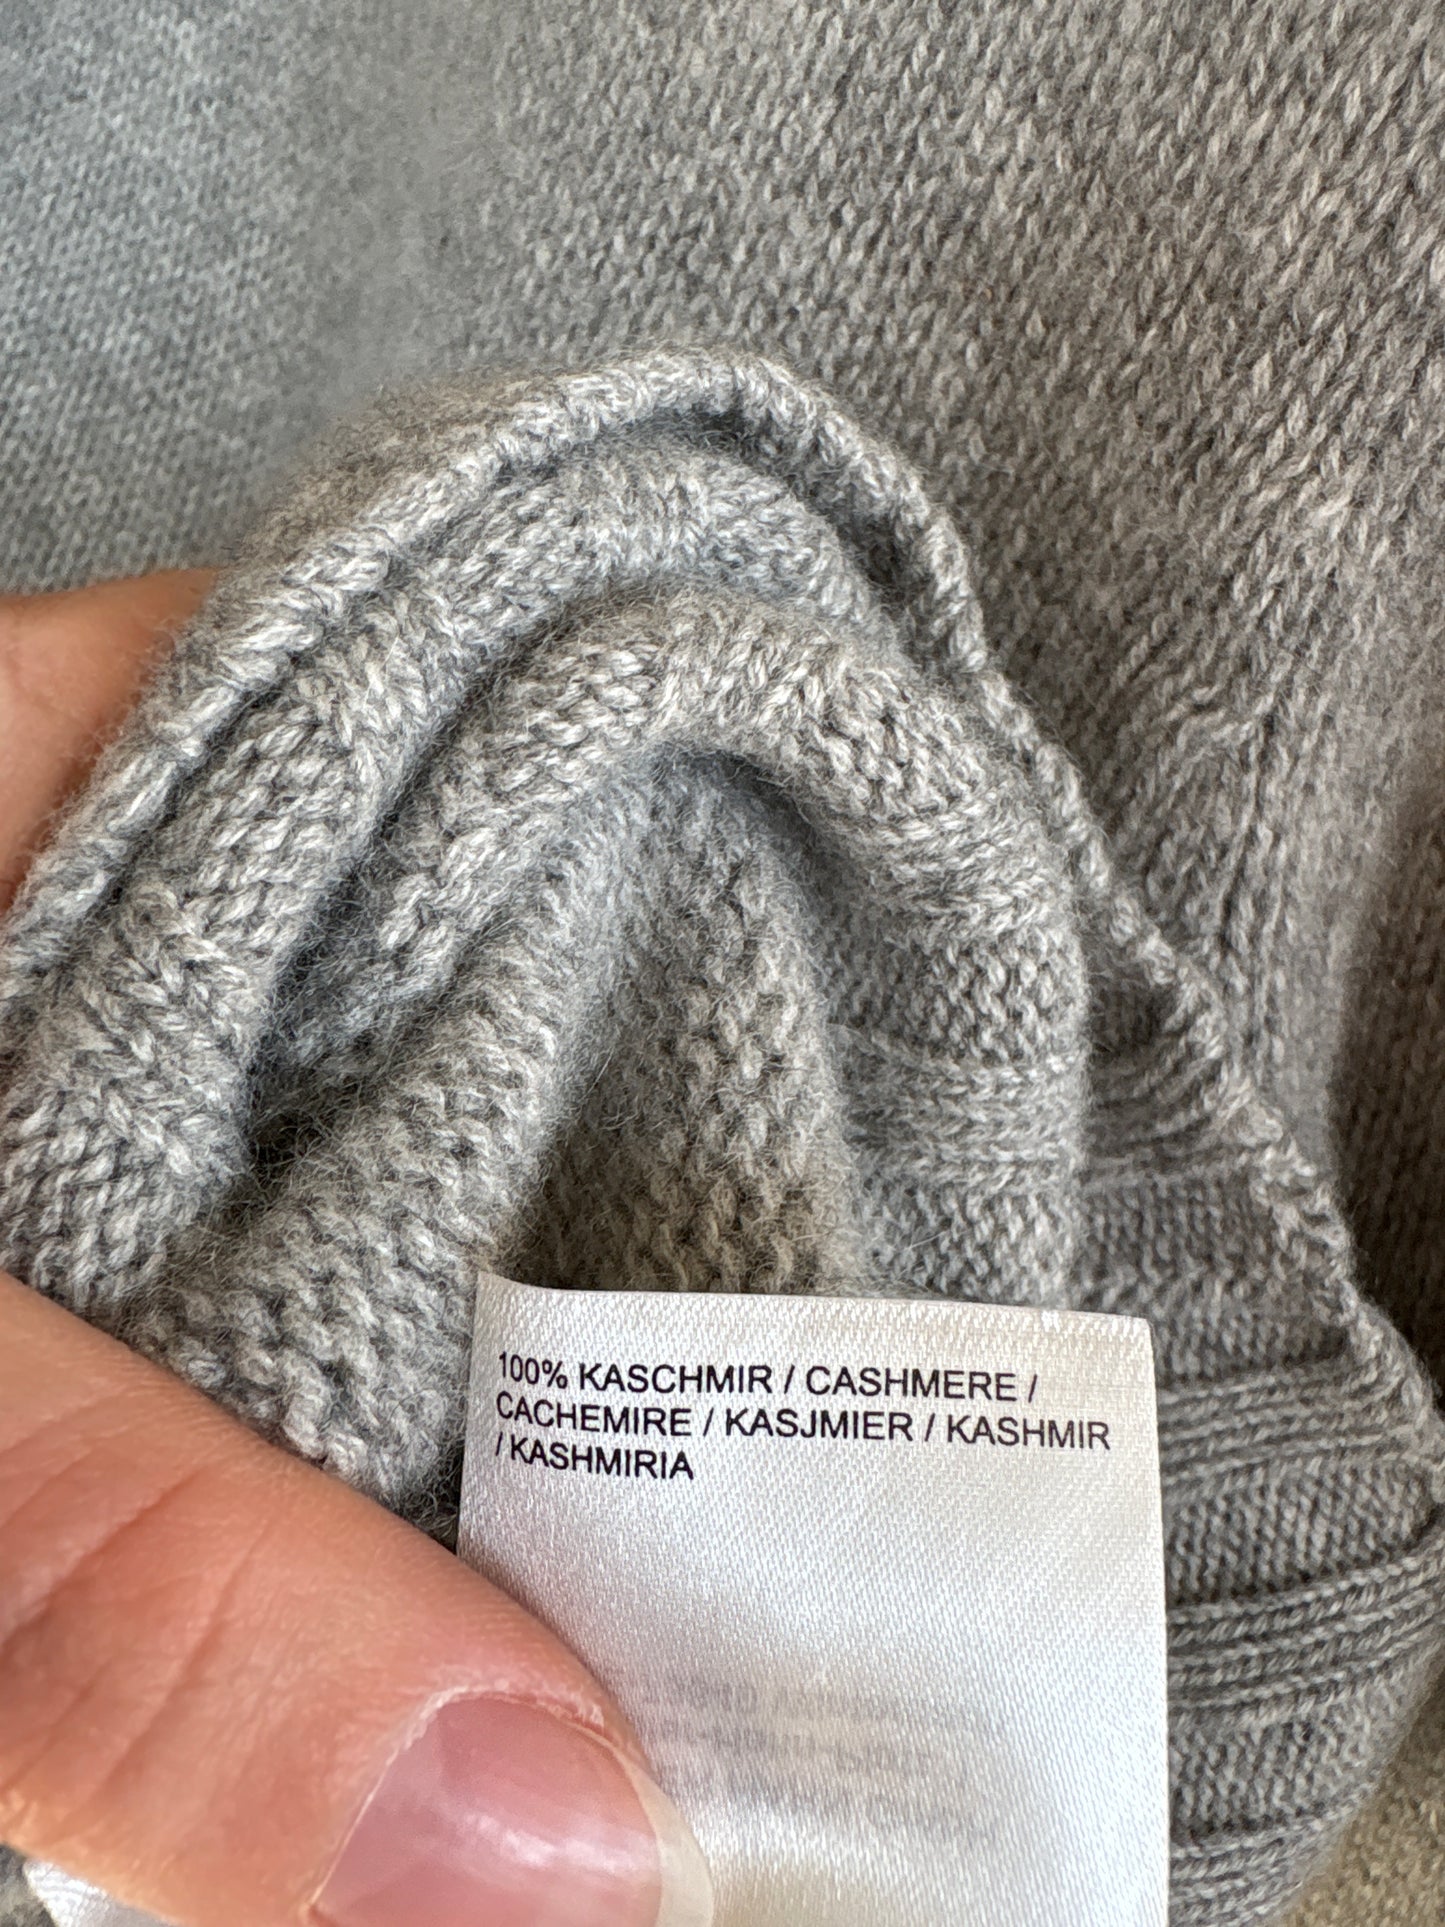 100% KASCHMIR / CASHMERE /
CACHEMIRE / KASJMIER / KASHMIR
/ KASHMIRIA